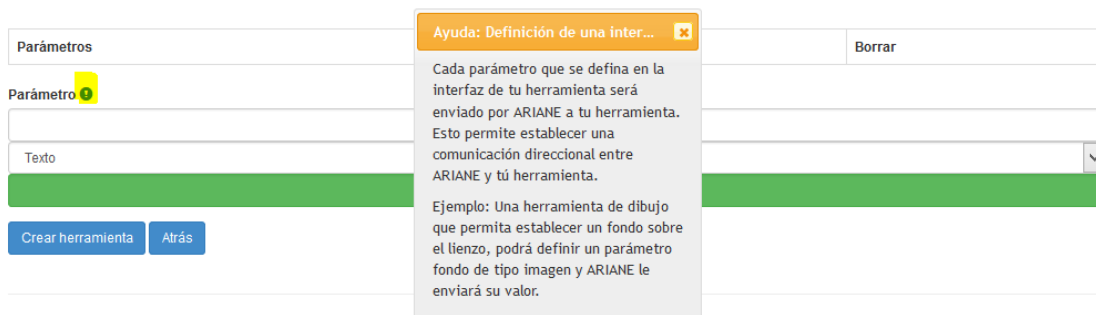 Ayuda: Definición de una inter...
Parámetros
Borrar
Parámetro
Texto
Crear herramienta
Atrás
Cada parámetro que se defina en la
interfaz de tu herramienta será
enviado por ARIANE a tu herramienta.
Esto permite establecer una
comunicación direccional entre
ARIANE y tú herramienta.
Ejemplo: Una herramienta de dibujo
que permita establecer un fondo sobre
el lienzo, podrá definir un parámetro
fondo de tipo imagen y ARIANE le
enviará su valor.